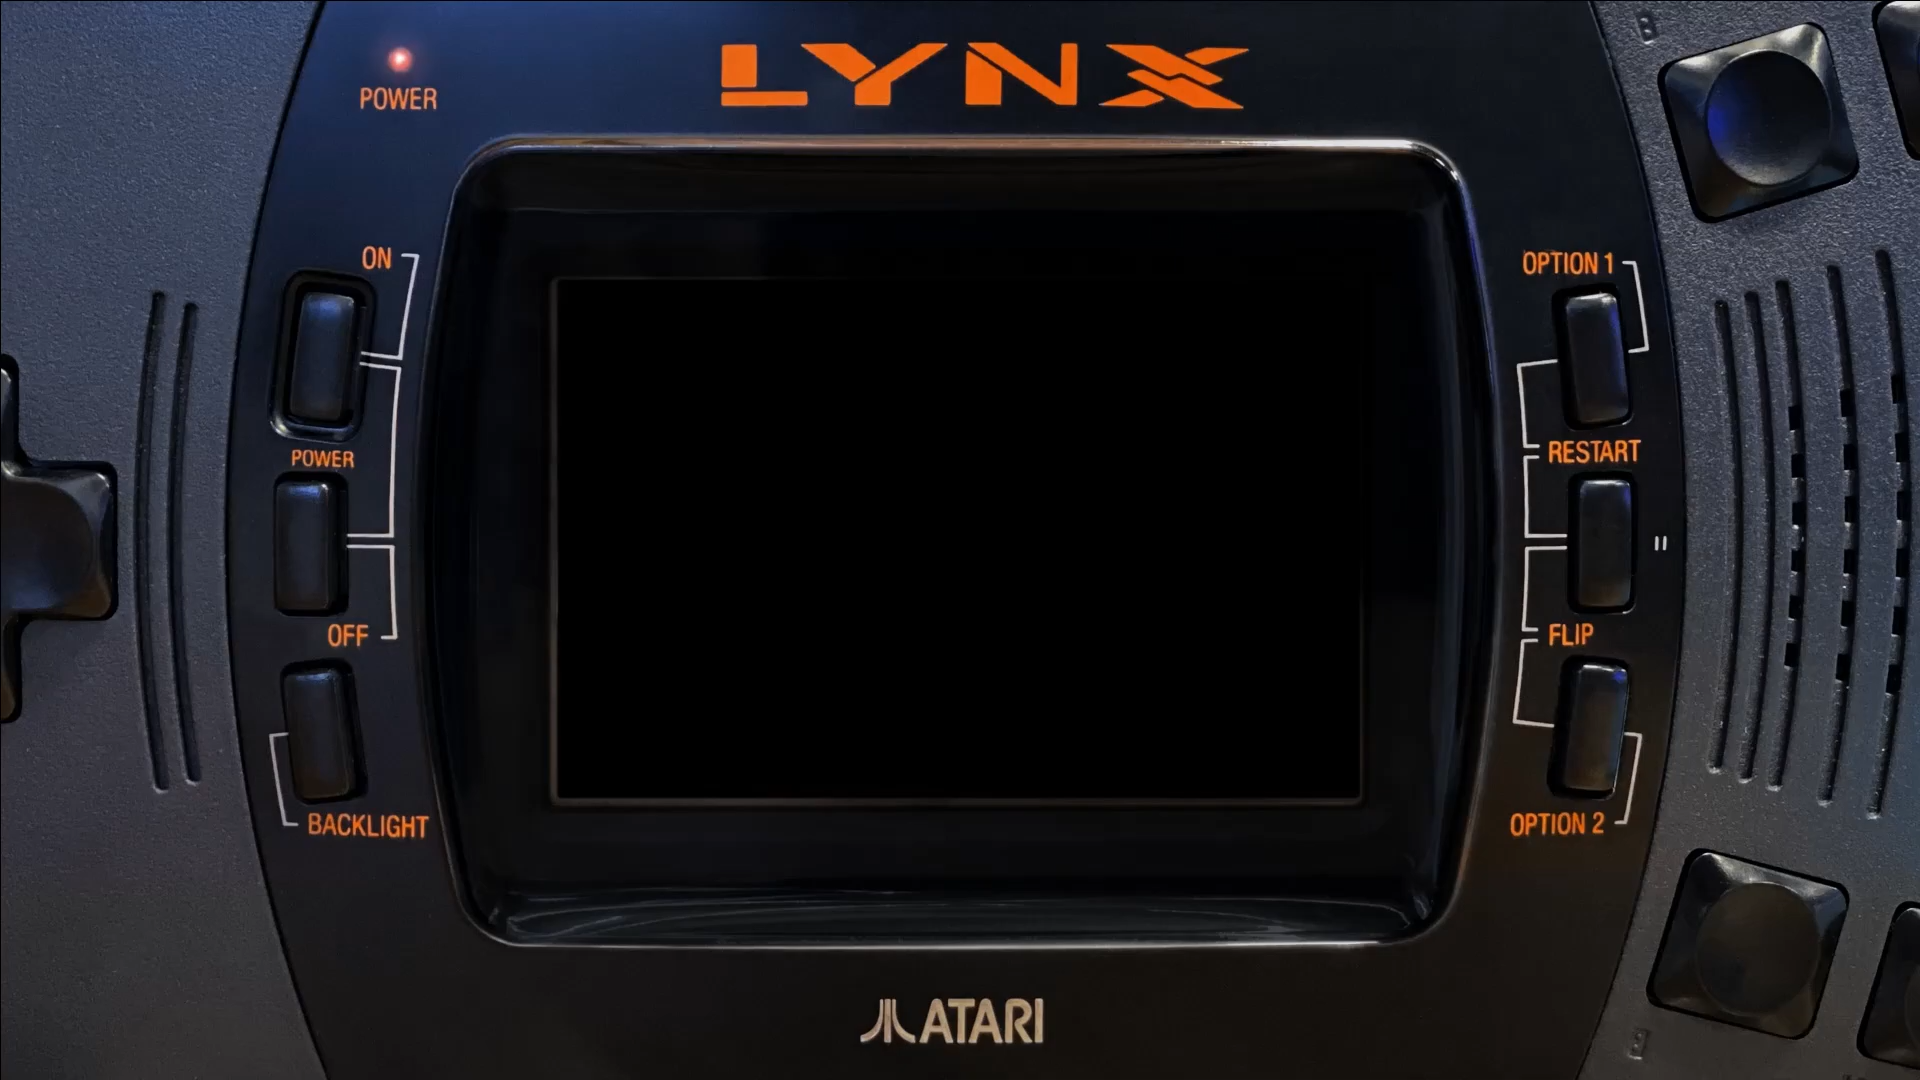 B
LYNX
POWER
ON
OPTION 1
POWER
RESTART
OFF
FLIP
BACKLIGHT
OPTION 2
ATARI